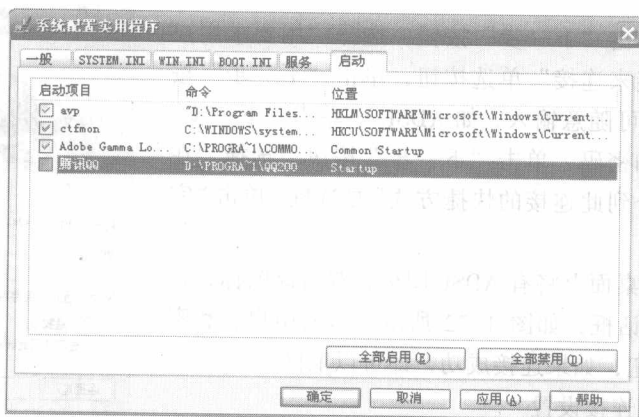 系统配置实用程序
一般 SYSTEM.INI WIN.INI BOOT.INI 服务 启动
启动项目 命令 位置
avp "D:\Program Files... HKLM\SOFTWARE\Microsoft\Windows\Current...
ctfmon C:\WINDOWS\system... HKCU\SOFTWARE\Microsoft\Windows\Current...
Adobe Gamma Lo... C:\PROGRA~1\COMMO... Common Startup
腾讯QQ D:\PROGRA~1\QQ200 Startup
全部启用(E) 全部禁用(D)
确定 取消 应用(A) 帮助